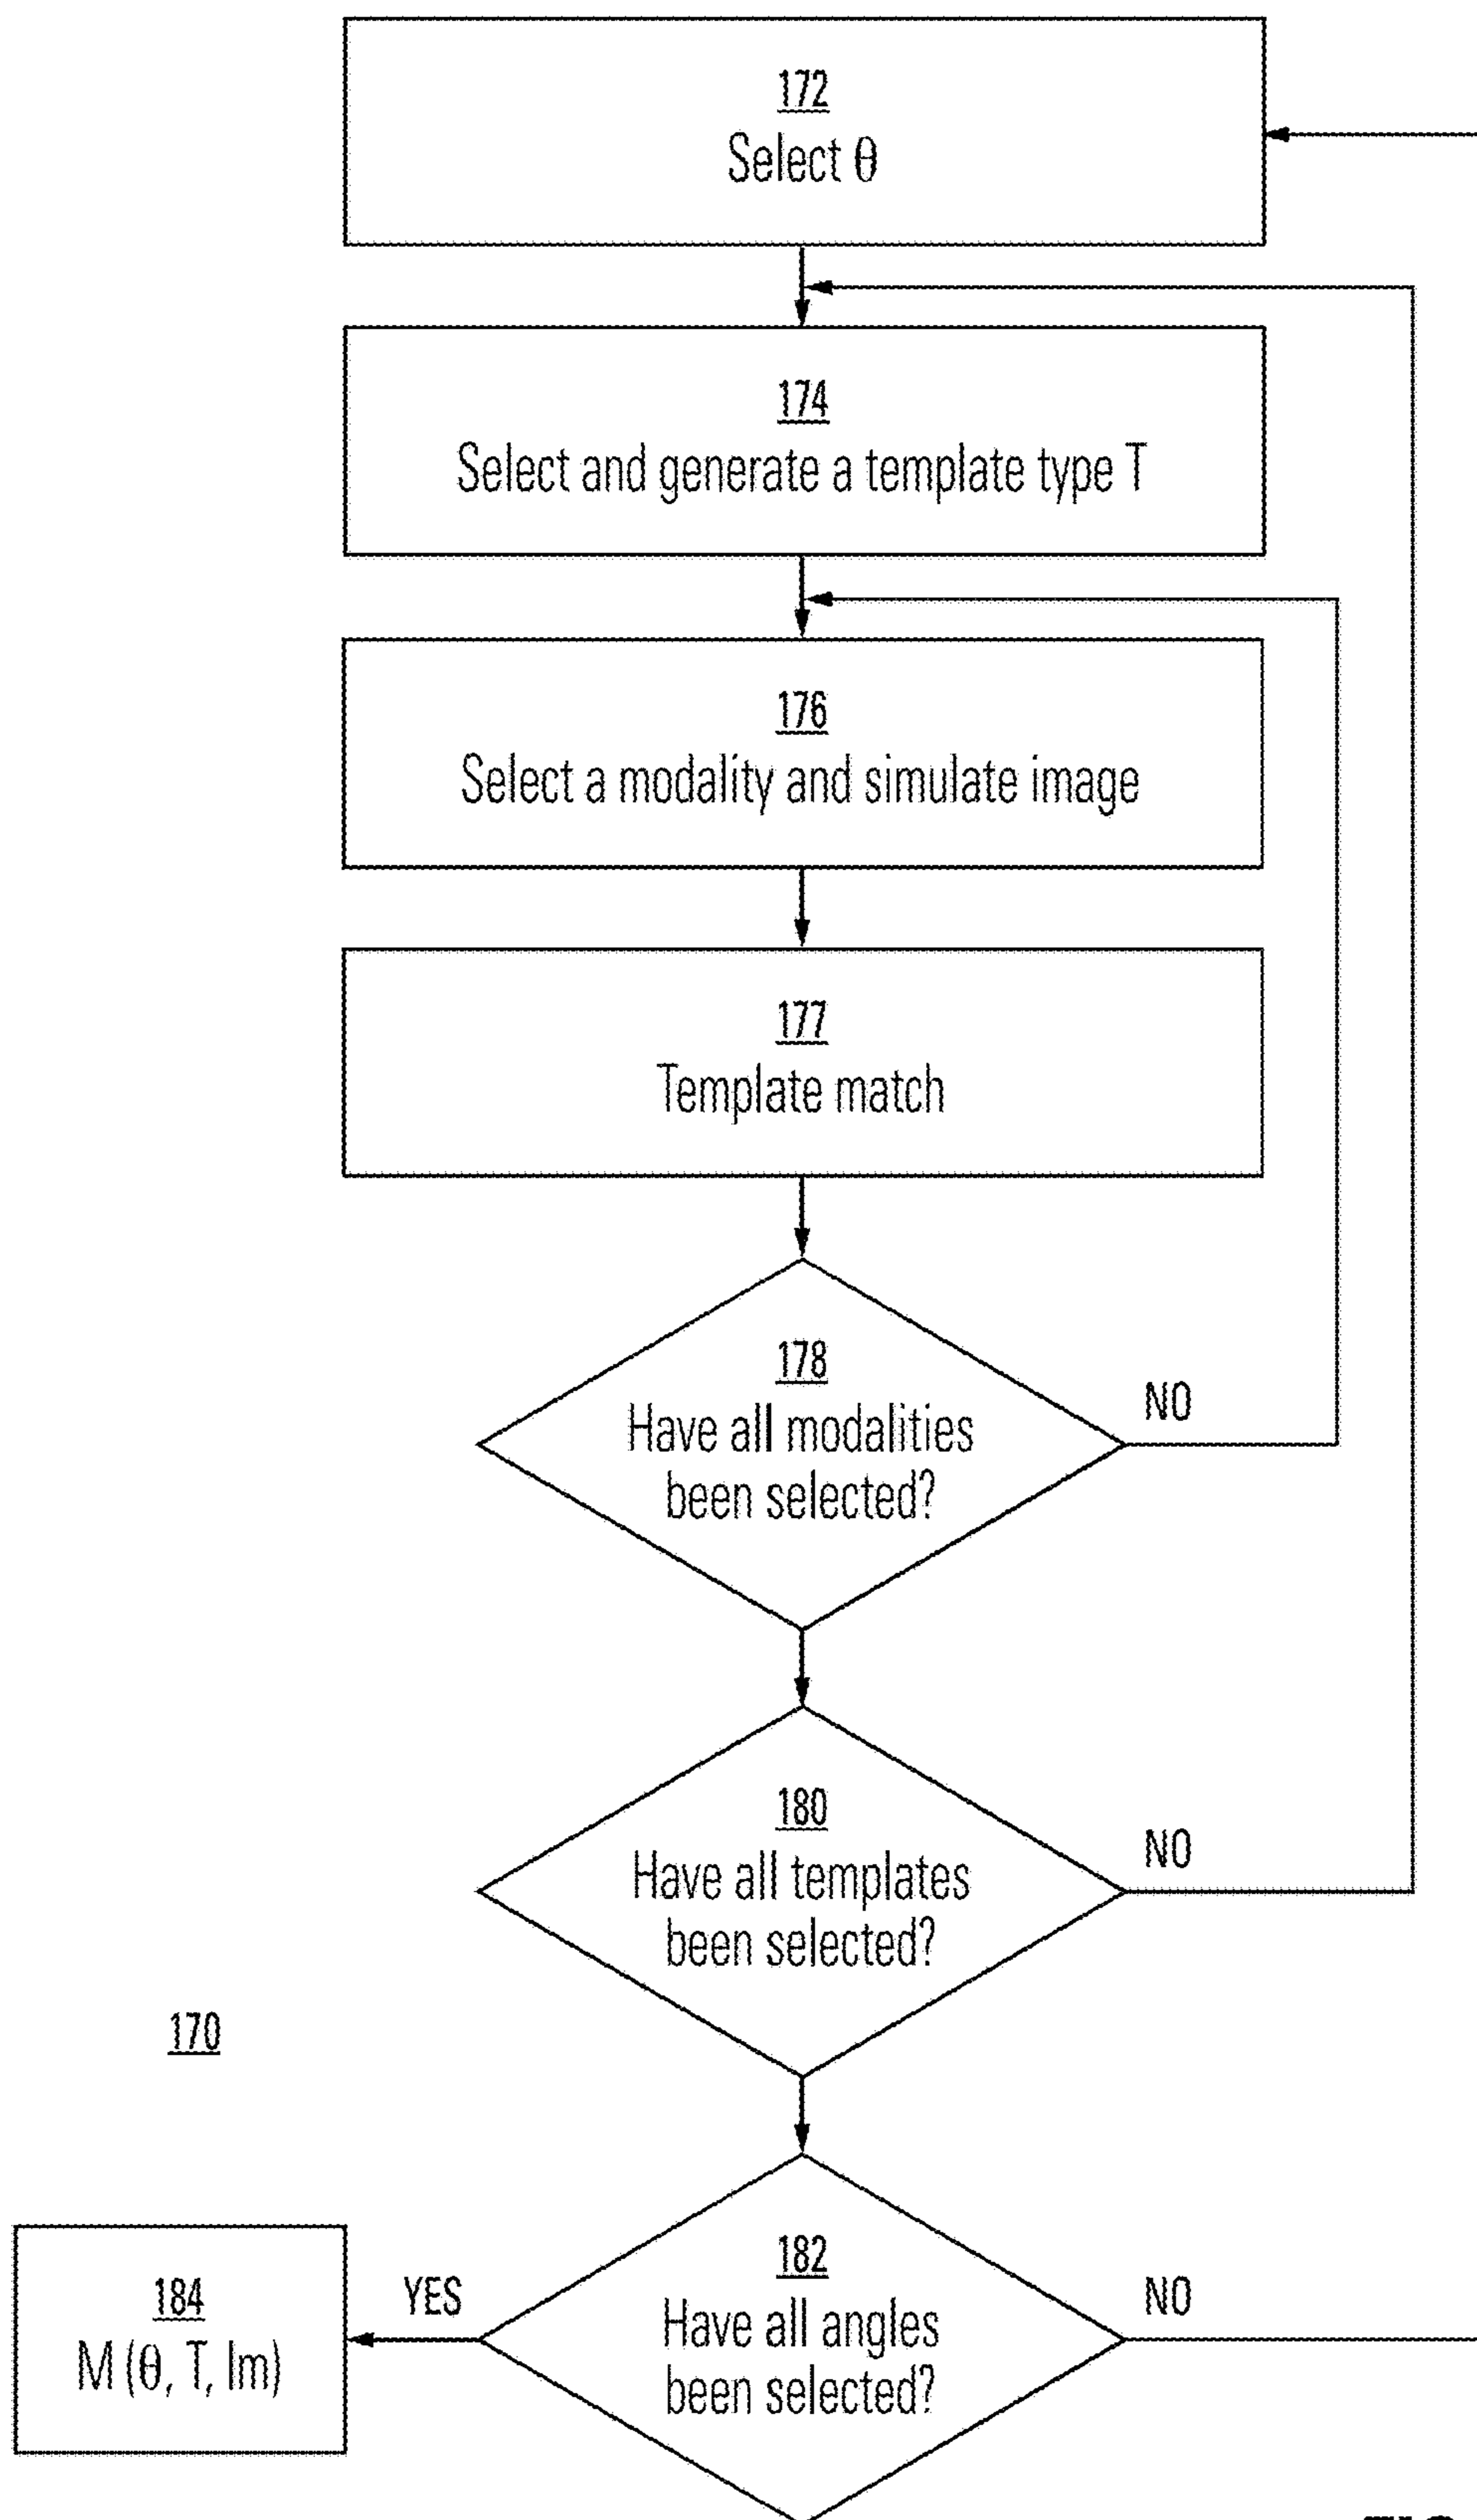 172
Select θ
174
Select and generate a template type T
176
Select a modality and simulate image
177
Template match
178
Have all modalities
been selected?
NO
180
Have all templates
been selected?
NO
170
182
Have all angles
been selected?
YES
NO
184
M (θ, T, Im)